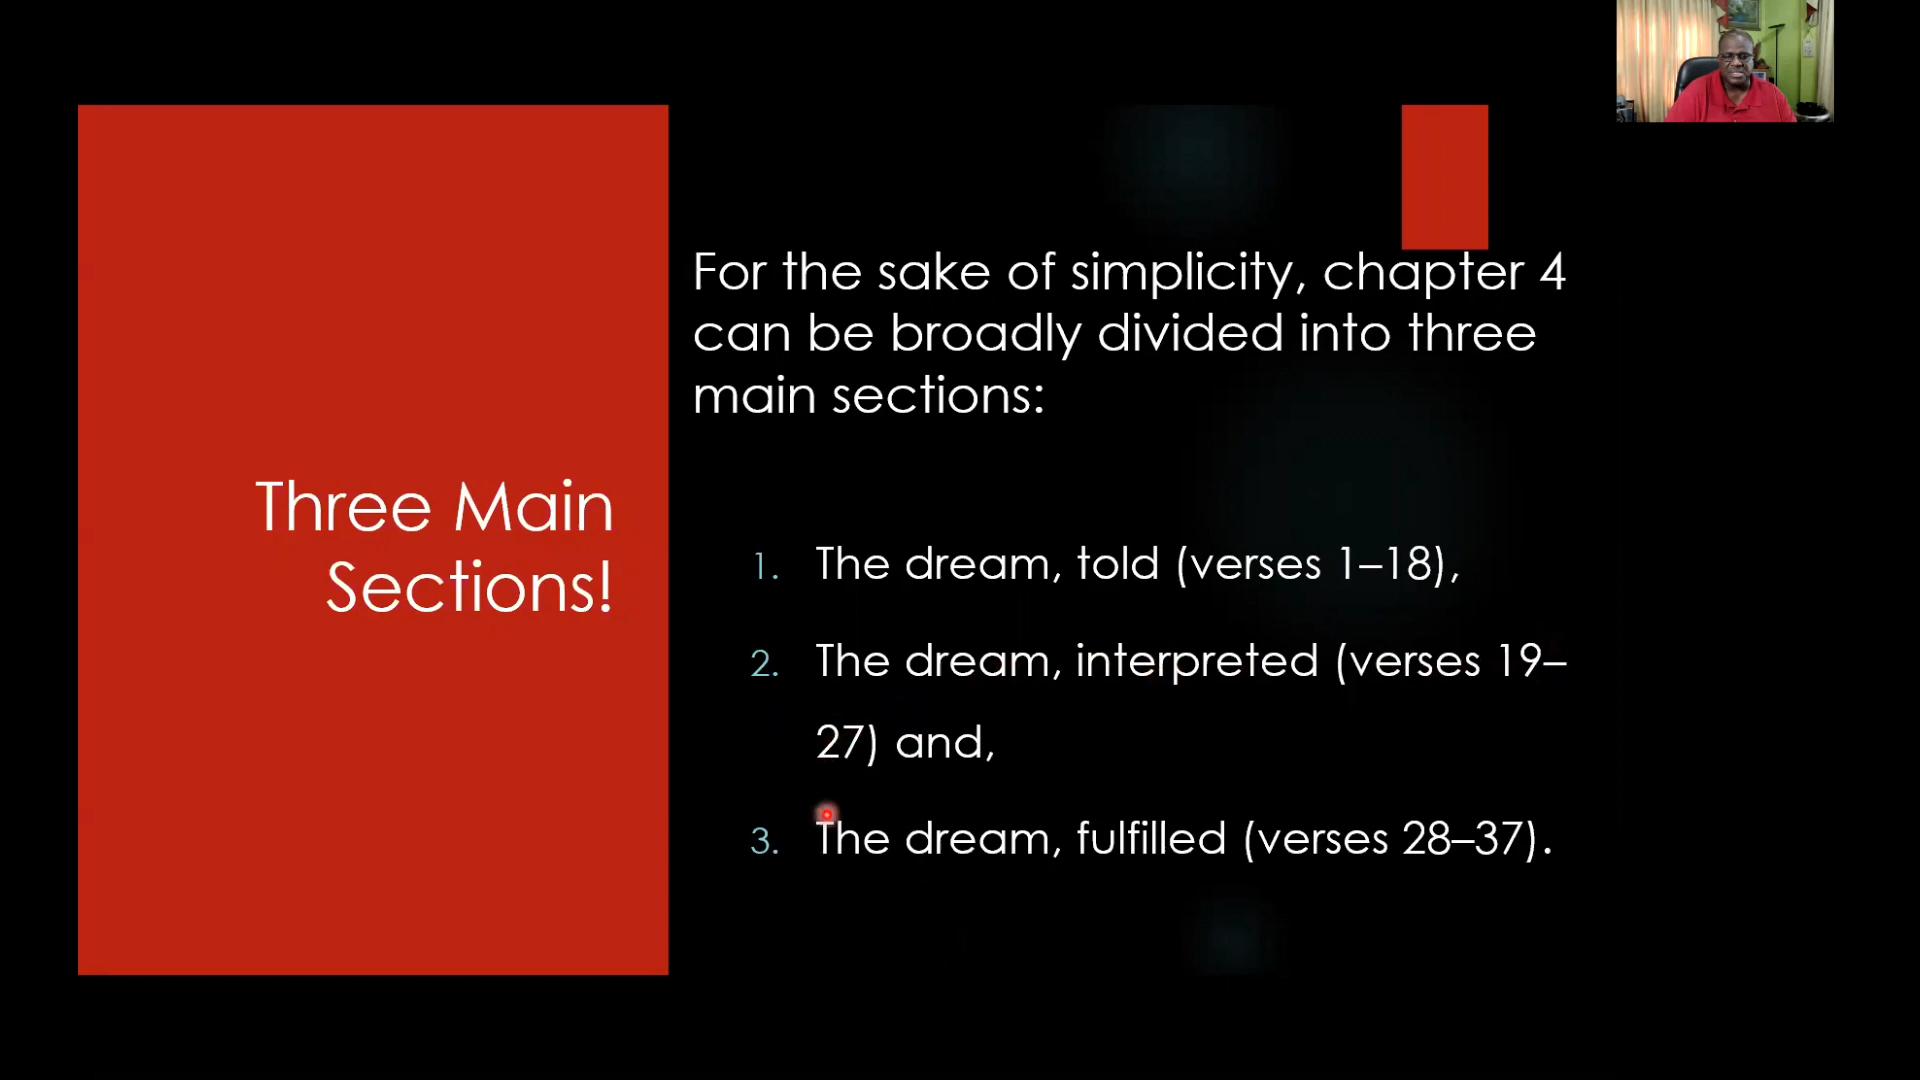 Three Main
Sections!
For the sake of simplicity, chapter 4
can be broadly divided into three
main sections:
1. The dream, told (verses 1–18),
2. The dream, interpreted (verses 19–
27) and,
3. The dream, fulfilled (verses 28–37).